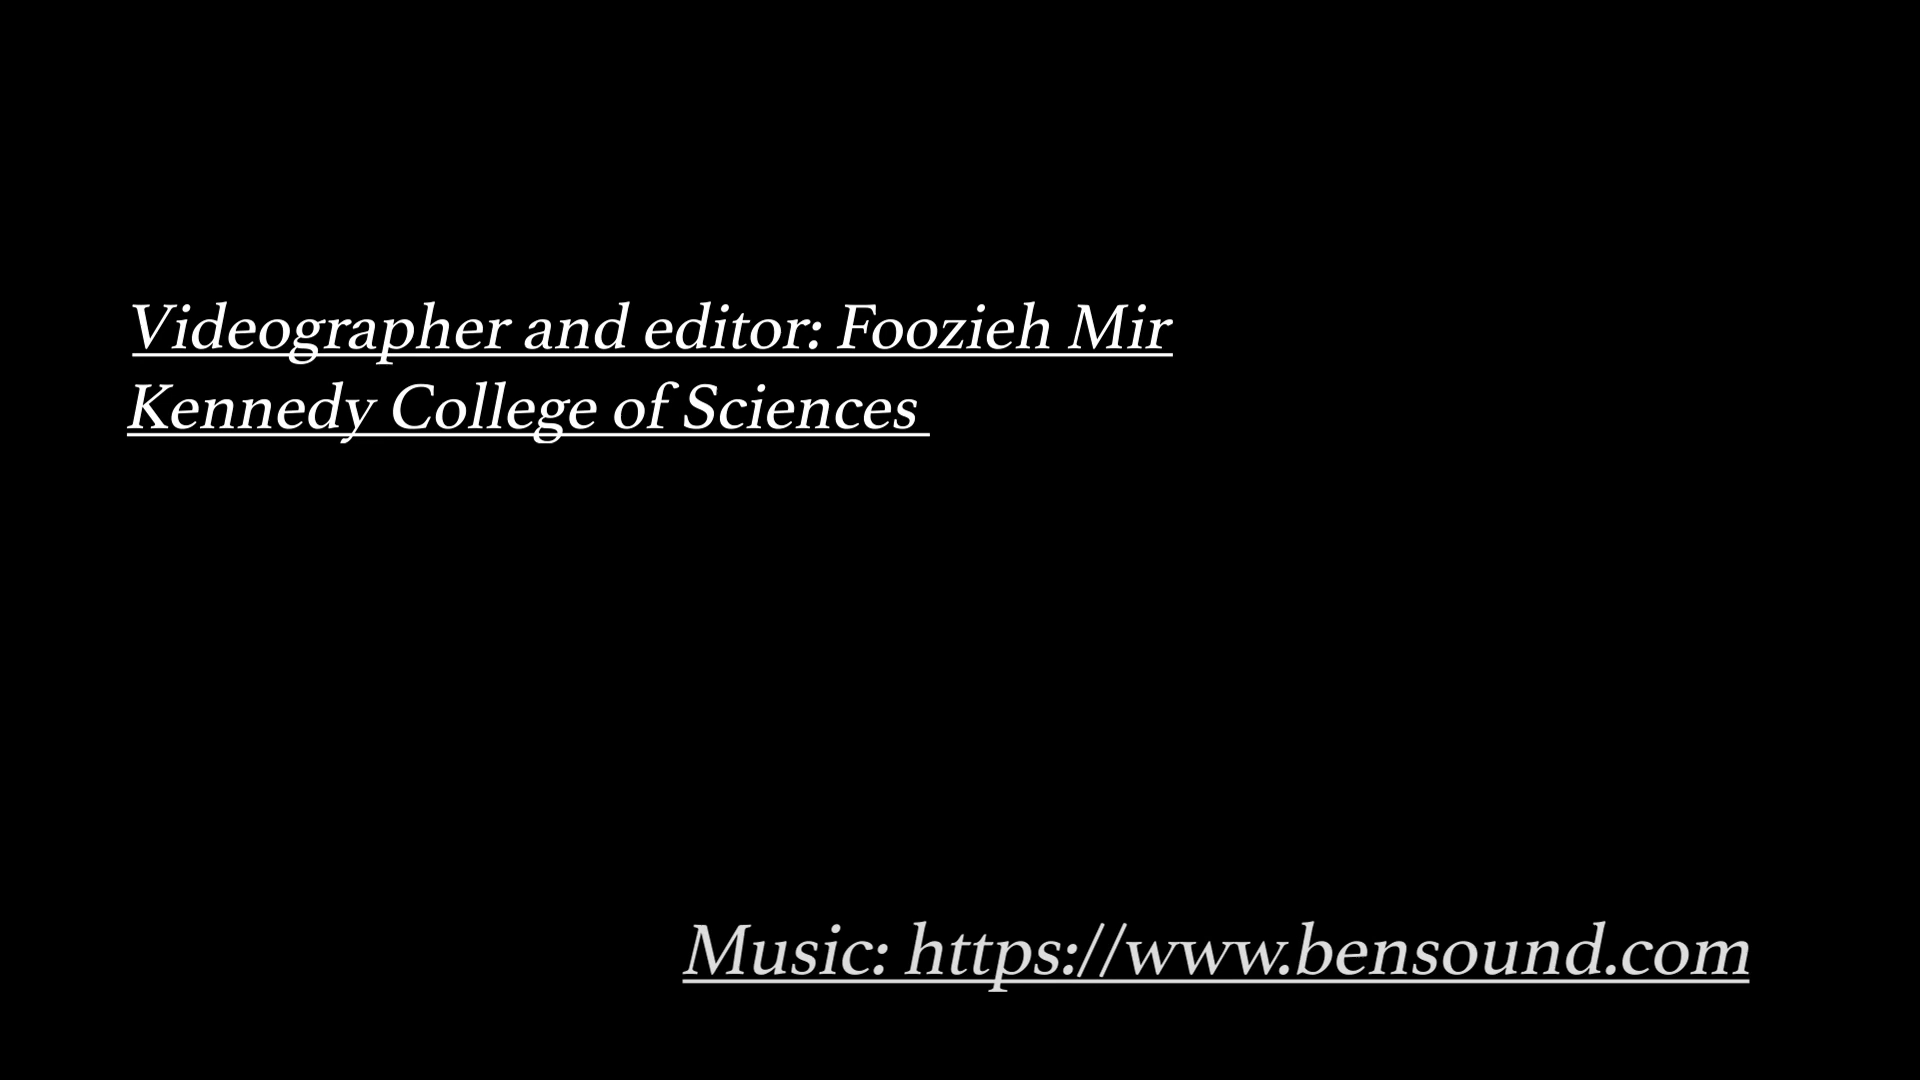 Videographer and editor: Foozieh Mir
Kennedy College of Sciences
Music: https://www.bensound.com